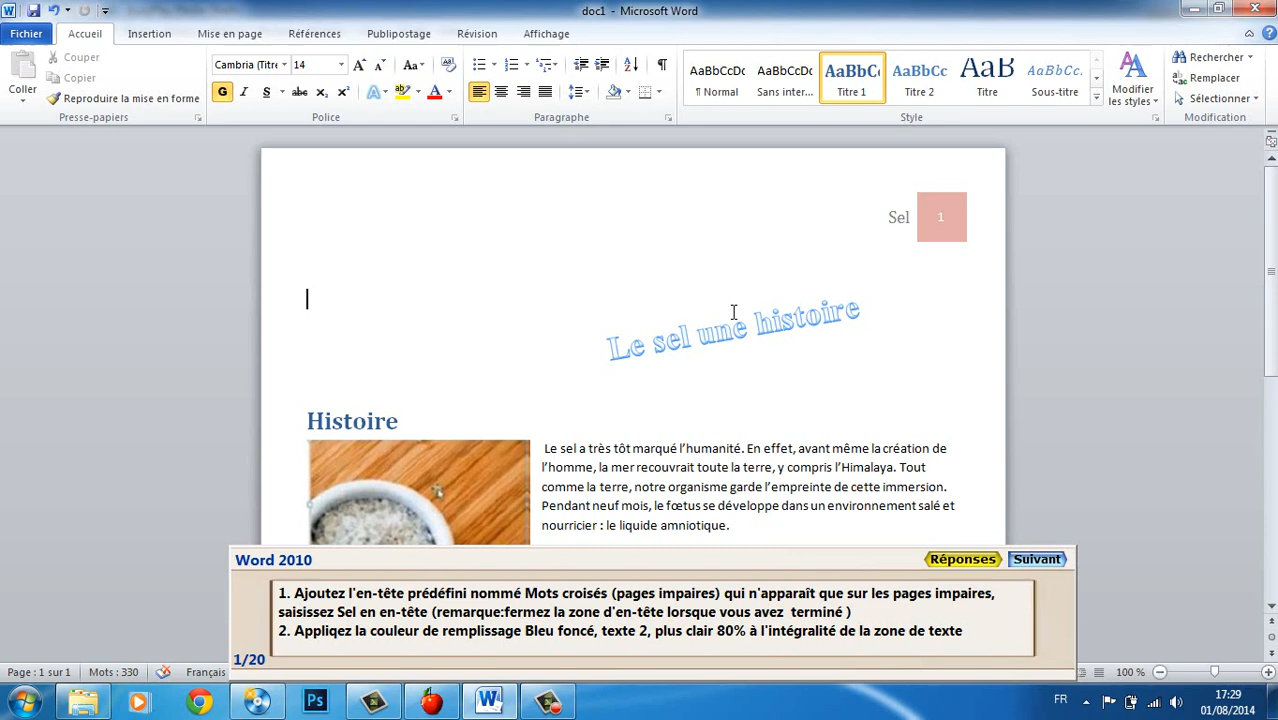 doc1 - Microsoft Word
Fichier Accueil Insertion Mise en page Références Publipostage Révision Affichage
Coller
Couper
Copier
Reproduire la mise en forme
Presse-papiers
Cambria (Titre 14
Aa
G I S abc x₂ x² A ab A
Police
Paragraphe
AaBbCcDc AaBbCcDc AaBbC AaBbCc AaB AaBbCc.
¶ Normal Sans inter... Titre 1 Titre 2 Titre Sous-titre
Modifier
les styles
Style
Rechercher
Remplacer
Sélectionner
Modification
Sel 1
Le sel une histoire
Histoire
Le sel a très tôt marqué l’humanité. En effet, avant même la création de
l’homme, la mer recouvrait toute la terre, y compris l’Himalaya. Tout
comme la terre, notre organisme garde l’empreinte de cette immersion.
Pendant neuf mois, le fœtus se développe dans un environnement salé et
nourricier : le liquide amniotique.
Word 2010 Réponses Suivant
1. Ajoutez l'en-tête prédéfini nommé Mots croisés (pages impaires) qui n'apparaît que sur les pages impaires,
saisissez Sel en en-tête (remarque:fermez la zone d'en-tête lorsque vous avez terminé )
2. Appliqez la couleur de remplissage Bleu foncé, texte 2, plus clair 80% à l'intégralité de la zone de texte
1/20
Page : 1 sur 1 Mots : 330 Français 100 %
Ps W FR 17:29
01/08/2014